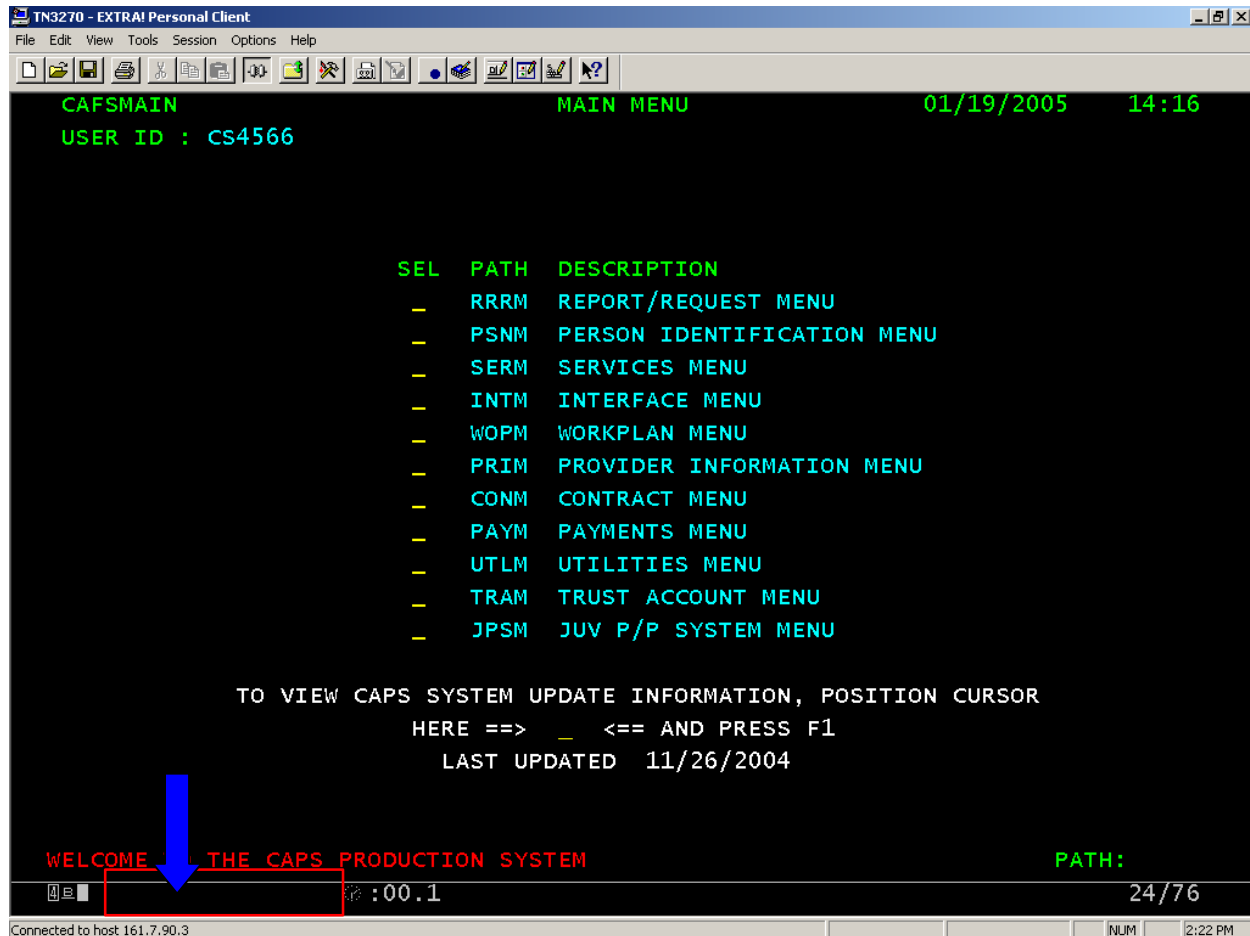 TN3270 - EXTRA! Personal Client
File Edit View Tools Session Options Help
CAFSMAIN MAIN MENU 01/19/2005 14:16
USER ID : CS4566
SEL PATH DESCRIPTION
_ RRRM REPORT/REQUEST MENU
_ PSNM PERSON IDENTIFICATION MENU
_ SERM SERVICES MENU
_ INTM INTERFACE MENU
_ WOPM WORKPLAN MENU
_ PRIM PROVIDER INFORMATION MENU
_ CONM CONTRACT MENU
_ PAYM PAYMENTS MENU
_ UTLM UTILITIES MENU
_ TRAM TRUST ACCOUNT MENU
_ JPSM JUV P/P SYSTEM MENU
TO VIEW CAPS SYSTEM UPDATE INFORMATION, POSITION CURSOR
HERE ==> _ <== AND PRESS F1
LAST UPDATED 11/26/2004
WELCOME THE CAPS PRODUCTION SYSTEM PATH:
4 B :00.1 24/76
Connected to host 161.7.90.3 NUM 2:22 PM